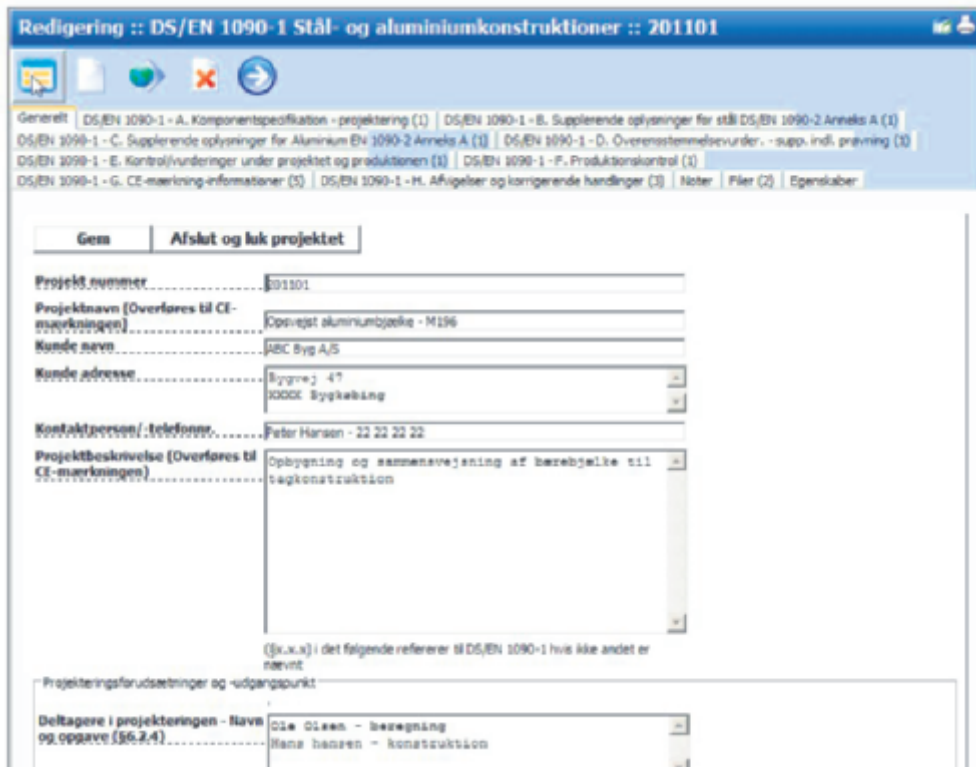 Redigering :: DS/EN 1090-1 Stål- og aluminiumkonstruktioner :: 201101
Generelt DS/EN 1090-1 - A. Komponentspecifikation - projektering (1) DS/EN 1090-1 - B. Supplerende oplysninger for stål DS/EN 1090-2 Anneks A (1)
DS/EN 1090-1 - C. Supplerende oplysninger for Aluminium EN 1090-2 Anneks A (1) DS/EN 1090-1 - D. Overensstemmelsevurder. - supp. indl. prøvning (1)
DS/EN 1090-1 - E. Kontrol/vurderinger under projektet og produktionen (1) DS/EN 1090-1 - F. Produktionskontrol (1)
DS/EN 1090-1 - G. CE-mærkning-informationer (5) DS/EN 1090-1 - H. Afvigelser og korrigerende handlinger (3) Noter Filer (2) Egenskaber
Gem Afslut og luk projektet
Projekt nummer 201101
Projektnavn (Overføres til CE-
mærkningen) Opsvejst aluminiumbjælke - M196
Kunde navn ABC Byg A/S
Kunde adresse Bygvej 47
XXXX Bygkøbing
Kontaktperson/-telefonnr. Peter Hansen - 22 22 22 22
Projektbeskrivelse (Overføres til
CE-mærkningen)
Opbygning og sammensvejsning af bærebjælke til
tagkonstruktion
(§x.x.x) i det følgende refererer til DS/EN 1090-1 hvis ikke andet er
nævnt
Projekteringsforudsætninger og -udgangspunkt
Deltagere i projekteringen - Navn
og opgave (§6.2.4)
Ole Olsen - beregning
Hans hansen - konstruktion